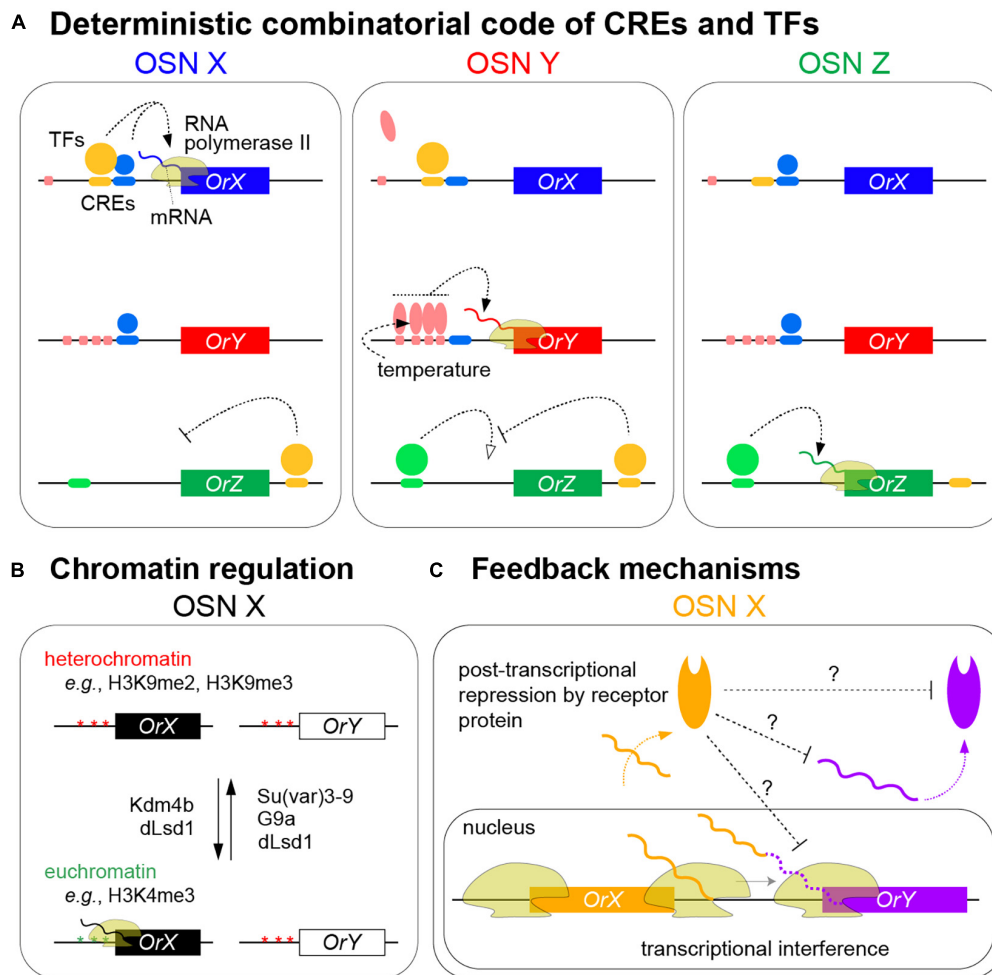 A Deterministic combinatorial code of CREs and TFs
OSN X
OSN Y
OSN Z
TFs
RNA
polymerase II
OrX
CREs
mRNA
OrX
OrX
OrY
temperature
OrY
OrY
OrZ
OrZ
OrZ
B Chromatin regulation
OSN X
heterochromatin
e.g., H3K9me2, H3K9me3
OrX
OrY
Kdm4b
dLsd1
Su(var)3-9
G9a
dLsd1
euchromatin
e.g., H3K4me3
OrX
OrY
C Feedback mechanisms
OSN X
post-transcriptional
repression by receptor
protein
?
?
?
nucleus
OrX
OrY
transcriptional interference